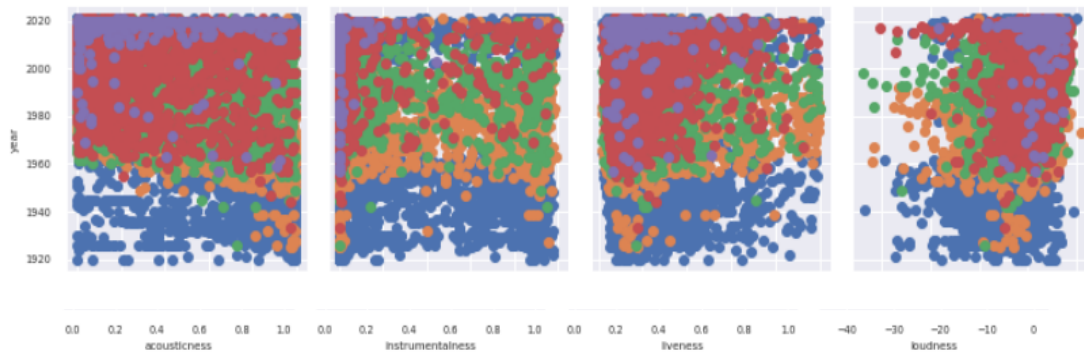 2020
2000
1980
1960
1940
1920
year
0.0 0.2 0.4 0.6 0.8 1.0
acousticness
0.0 0.2 0.4 0.6 0.8 1.0
instrumentalness
0.0 0.2 0.4 0.6 0.8 1.0
liveness
−40 −30 −20 −10 0
loudness